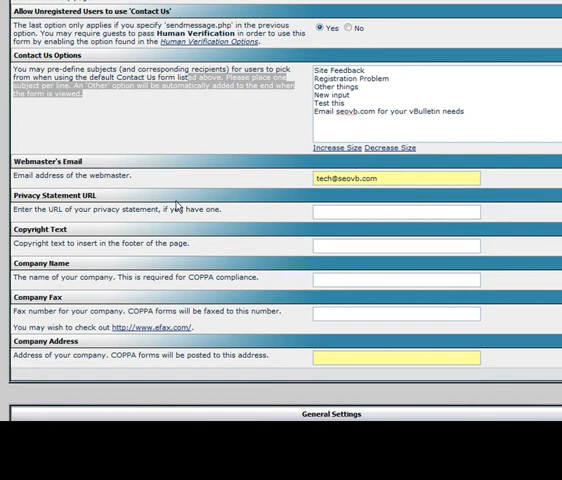 Allow Unregistered Users to use 'Contact Us'
The last option only applies if you specify 'sendmessage.php' in the previous
option. You may require guests to pass Human Verification in order to use this
form by enabling the option found in the Human Verification Options.
Yes No
Contact Us Options
You may pre-define subjects (and corresponding recipients) for users to pick
from when using the default Contact Us form listed above. Please place one
subject per line. An 'Other' option will be automatically added to the end when
the form is viewed.
Site Feedback
Registration Problem
Other things
New input
Test this
Email seovb.com for your vBulletin needs
Increase Size Decrease Size
Webmaster's Email
Email address of the webmaster.
tech@seovb.com
Privacy Statement URL
Enter the URL of your privacy statement, if you have one.
Copyright Text
Copyright text to insert in the footer of the page.
Company Name
The name of your company. This is required for COPPA compliance.
Company Fax
Fax number for your company. COPPA forms will be faxed to this number.
You may wish to check out http://www.efax.com/.
Company Address
Address of your company. COPPA forms will be posted to this address.
General Settings